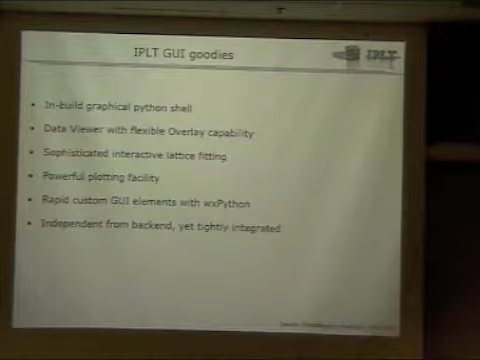 IPLT GUI goodies
IPLT
In-build graphical python shell
Data Viewer with flexible Overlay capability
Sophisticated interactive lattice fitting
Powerful plotting facility
Rapid custom GUI elements with wxPython
Independent from backend, yet tightly integrated